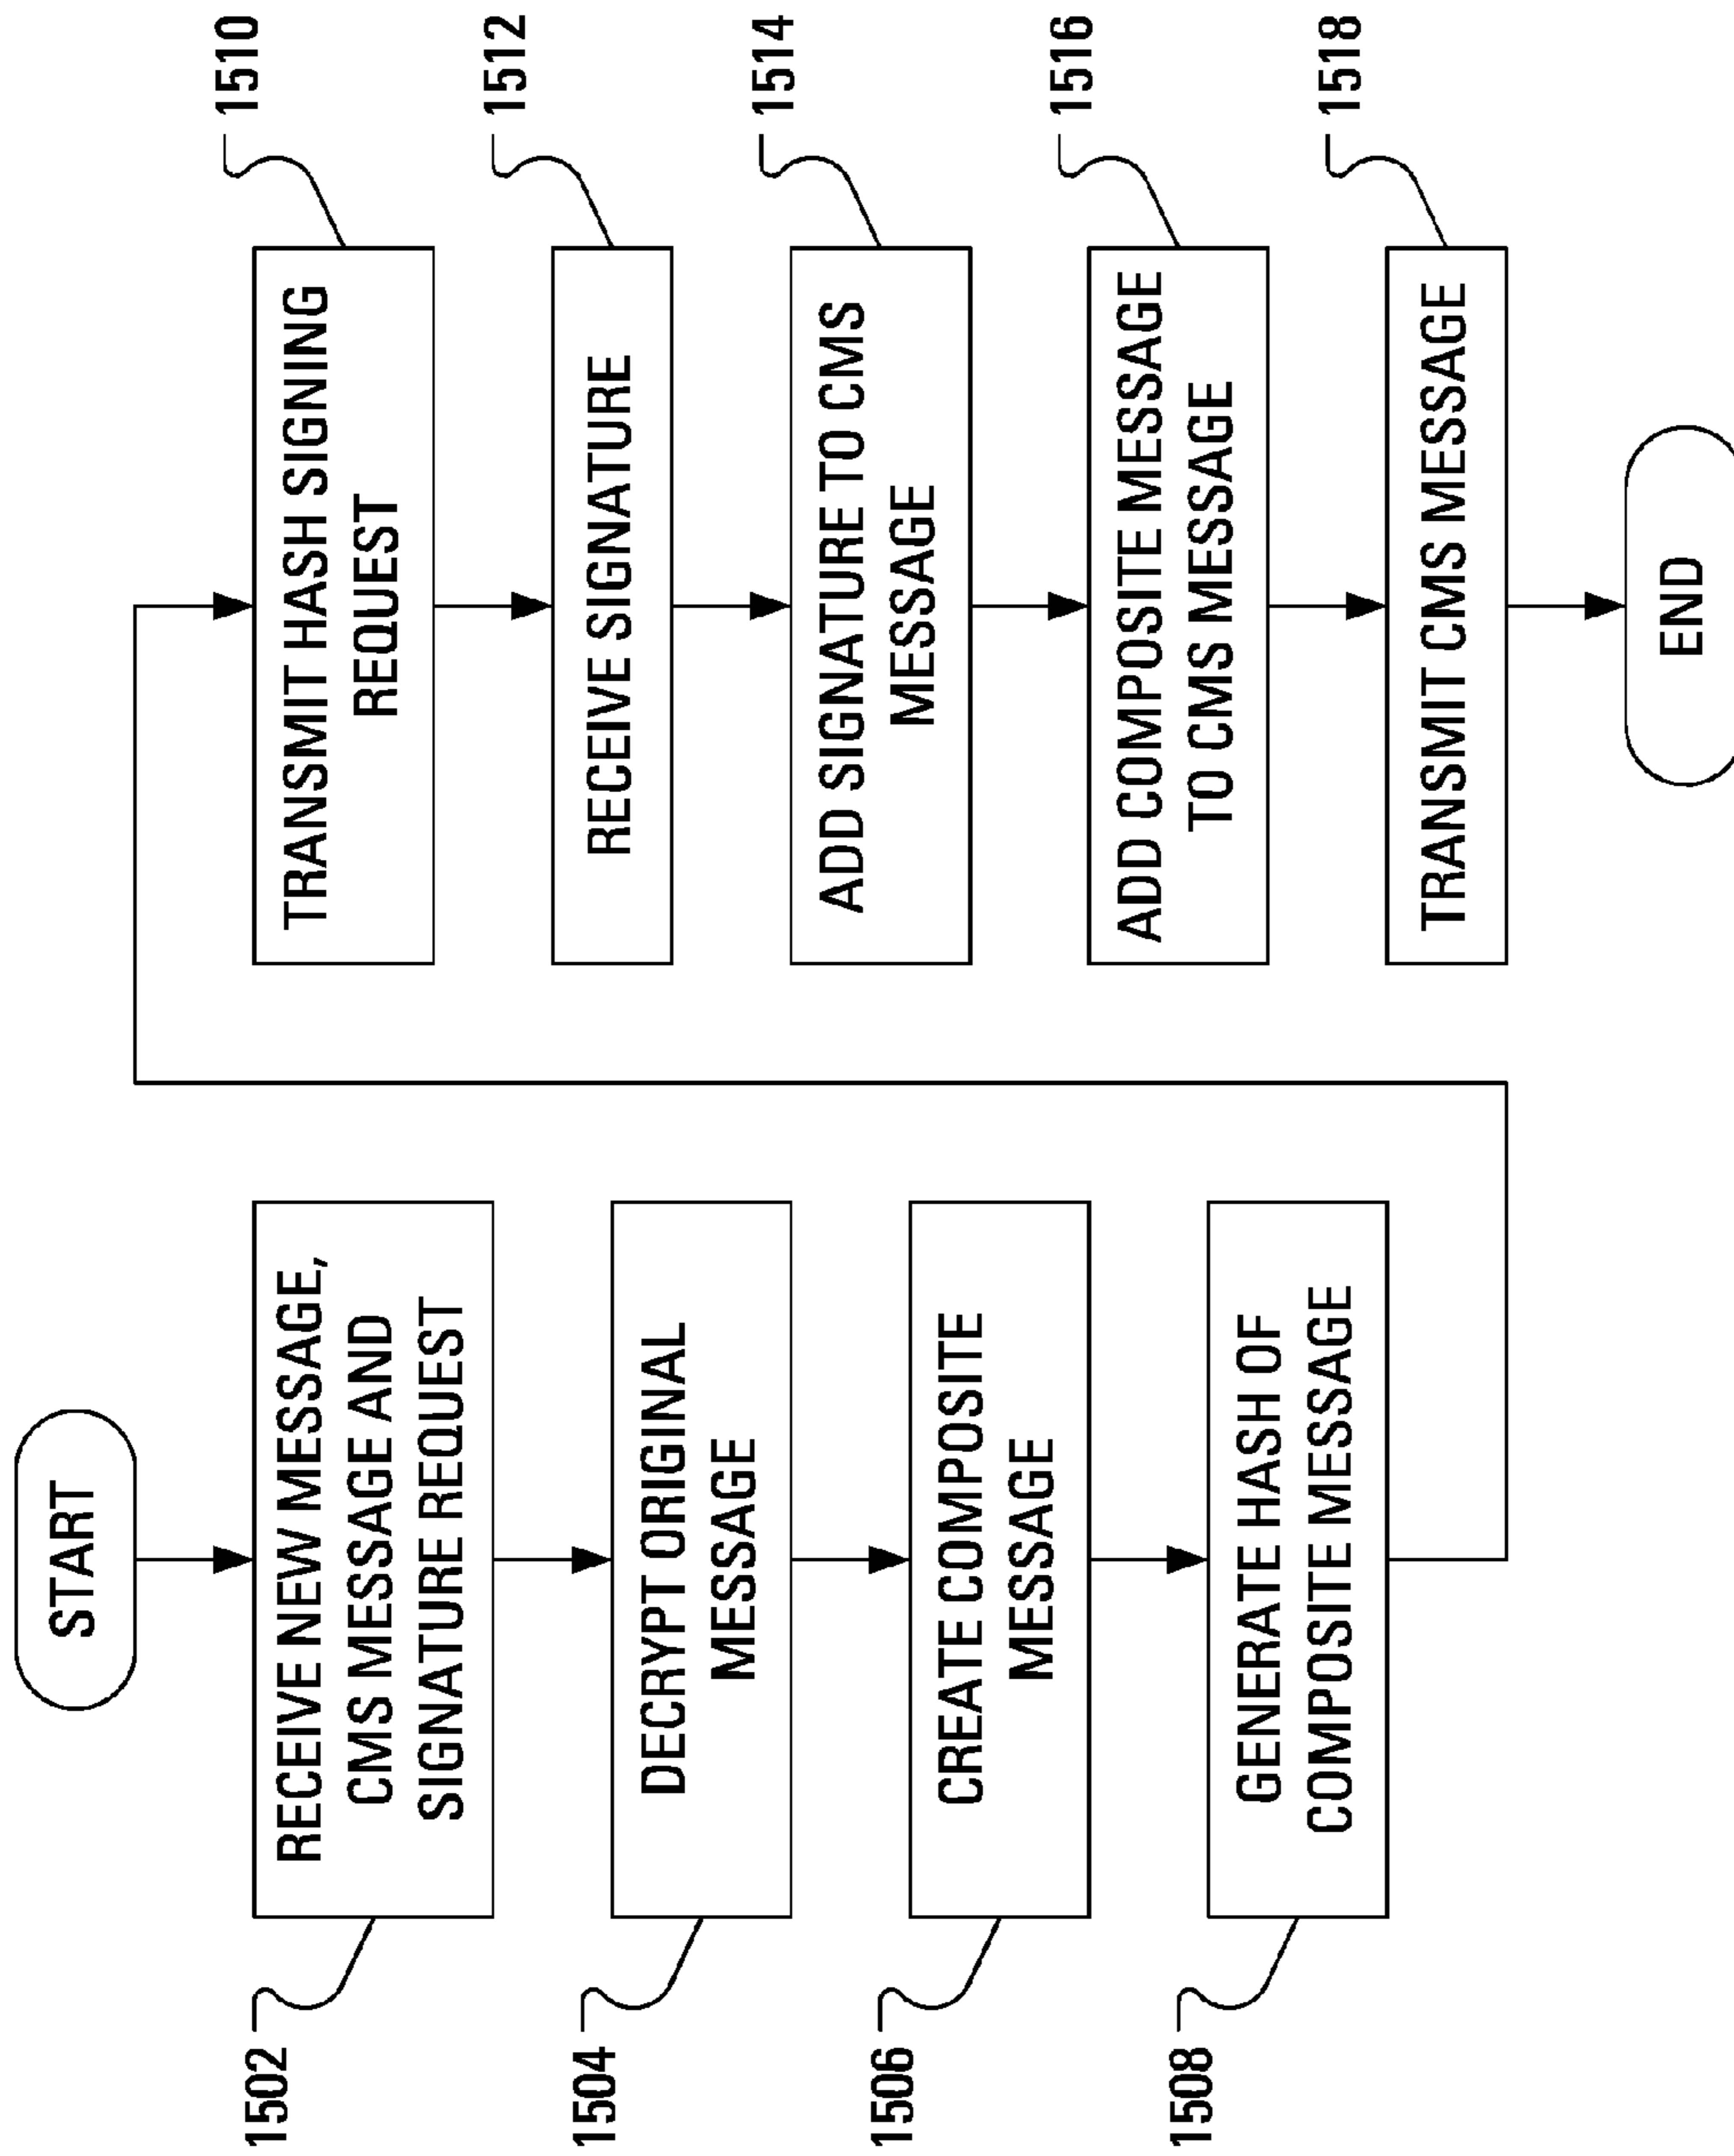 START
1502
RECEIVE NEW MESSAGE,
CMS MESSAGE AND
SIGNATURE REQUEST
1504
DECRYPT ORIGINAL
MESSAGE
1506
CREATE COMPOSITE
MESSAGE
1508
GENERATE HASH OF
COMPOSITE MESSAGE
1510
TRANSMIT HASH SIGNING
REQUEST
1512
RECEIVE SIGNATURE
1514
ADD SIGNATURE TO CMS
MESSAGE
1516
ADD COMPOSITE MESSAGE
TO CMS MESSAGE
1518
TRANSMIT CMS MESSAGE
END